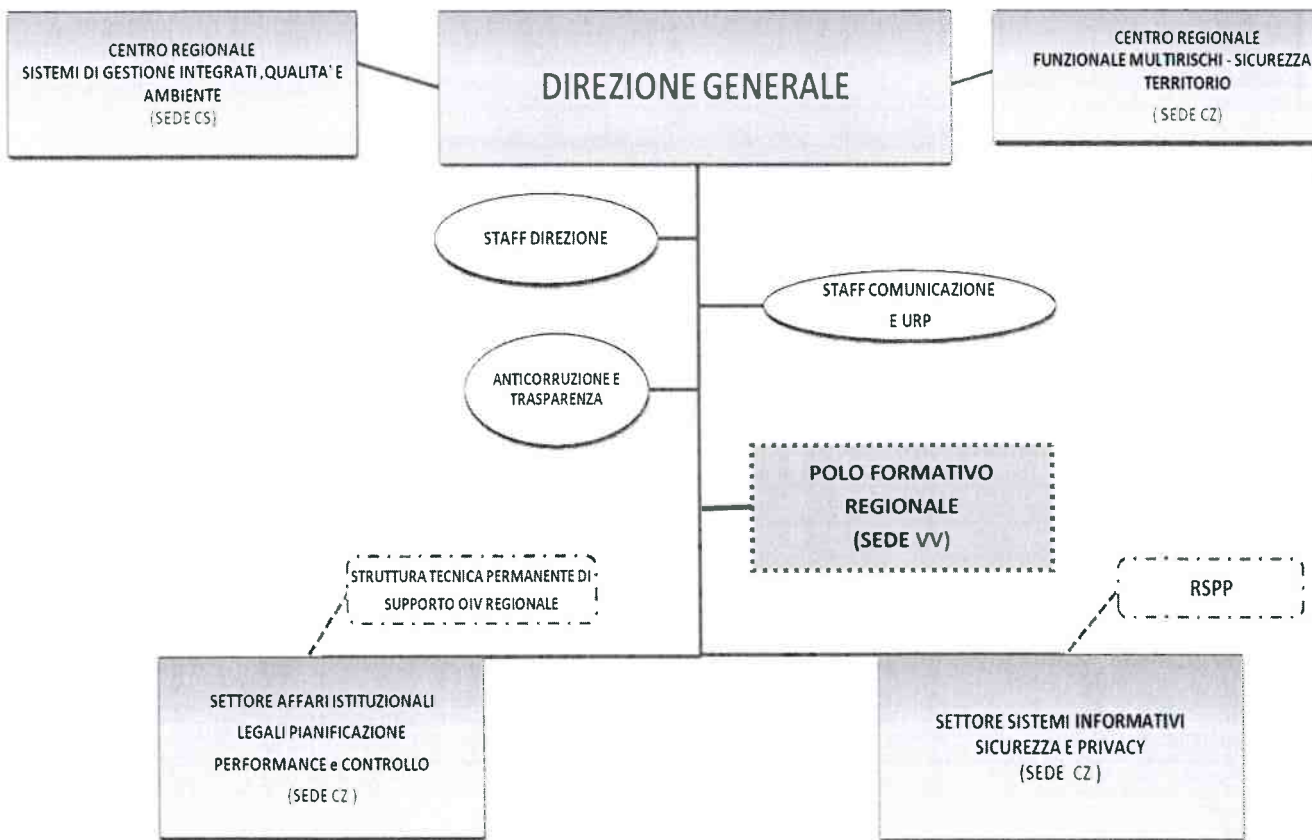 CENTRO REGIONALE
SISTEMI DI GESTIONE INTEGRATI ,QUALITA' E
AMBIENTE
(SEDE CS)
DIREZIONE GENERALE
CENTRO REGIONALE
FUNZIONALE MULTIRISCHI - SICUREZZA
TERRITORIO
( SEDE CZ)
STAFF DIREZIONE
STAFF COMUNICAZIONE
E URP
ANTICORRUZIONE E
TRASPARENZA
POLO FORMATIVO
REGIONALE
(SEDE VV)
STRUTTURA TECNICA PERMANENTE DI
SUPPORTO OIV REGIONALE
RSPP
SETTORE AFFARI ISTITUZIONALI
LEGALI PIANIFICAZIONE
PERFORMANCE e CONTROLLO
(SEDE CZ )
SETTORE SISTEMI INFORMATIVI
SICUREZZA E PRIVACY
(SEDE CZ )